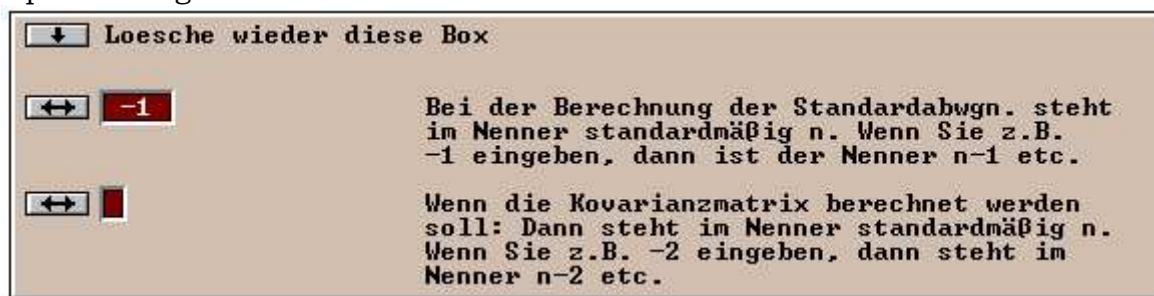 Loesche wieder diese Box
-1
Bei der Berechnung der Standardabwgn. steht
im Nenner standardmäßig n. Wenn Sie z.B.
-1 eingeben, dann ist der Nenner n-1 etc.
Wenn die Kovarianzmatrix berechnet werden
soll: Dann steht im Nenner standardmäßig n.
Wenn Sie z.B. -2 eingeben, dann steht im
Nenner n-2 etc.